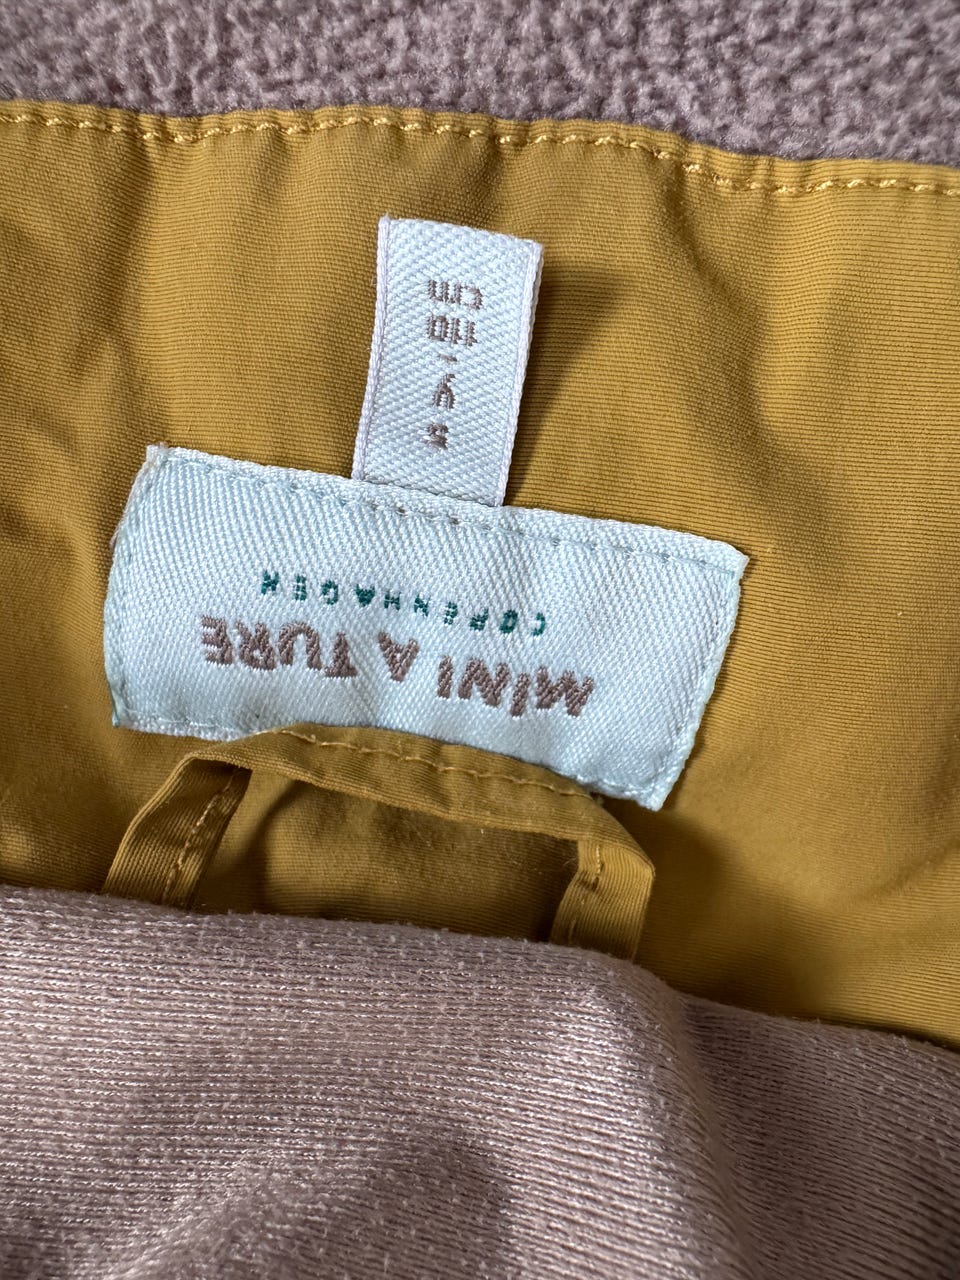 MINI A TURE
COPENHAGEN
5
Y
-
110
cm